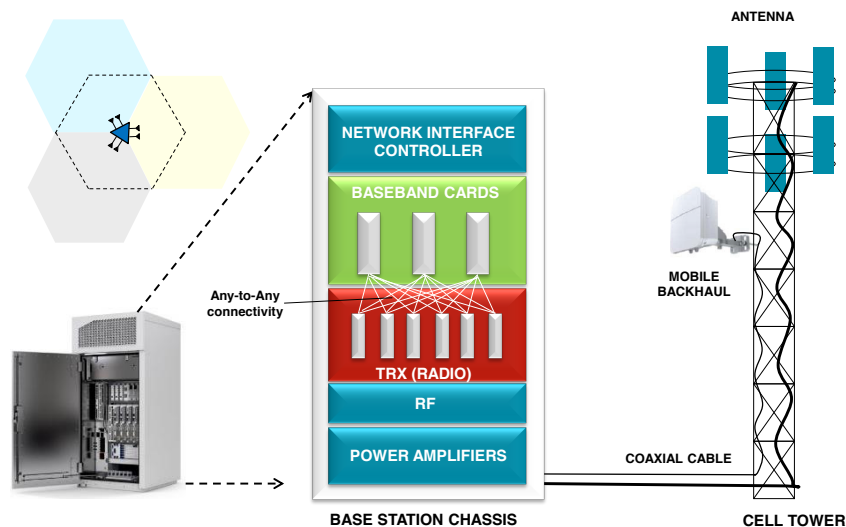 ANTENNA
NETWORK INTERFACE
CONTROLLER
BASEBAND CARDS
MOBILE
BACKHAUL
Any-to-Any
connectivity
TRX (RADIO)
RF
POWER AMPLIFIERS
COAXIAL CABLE
BASE STATION CHASSIS
CELL TOWER